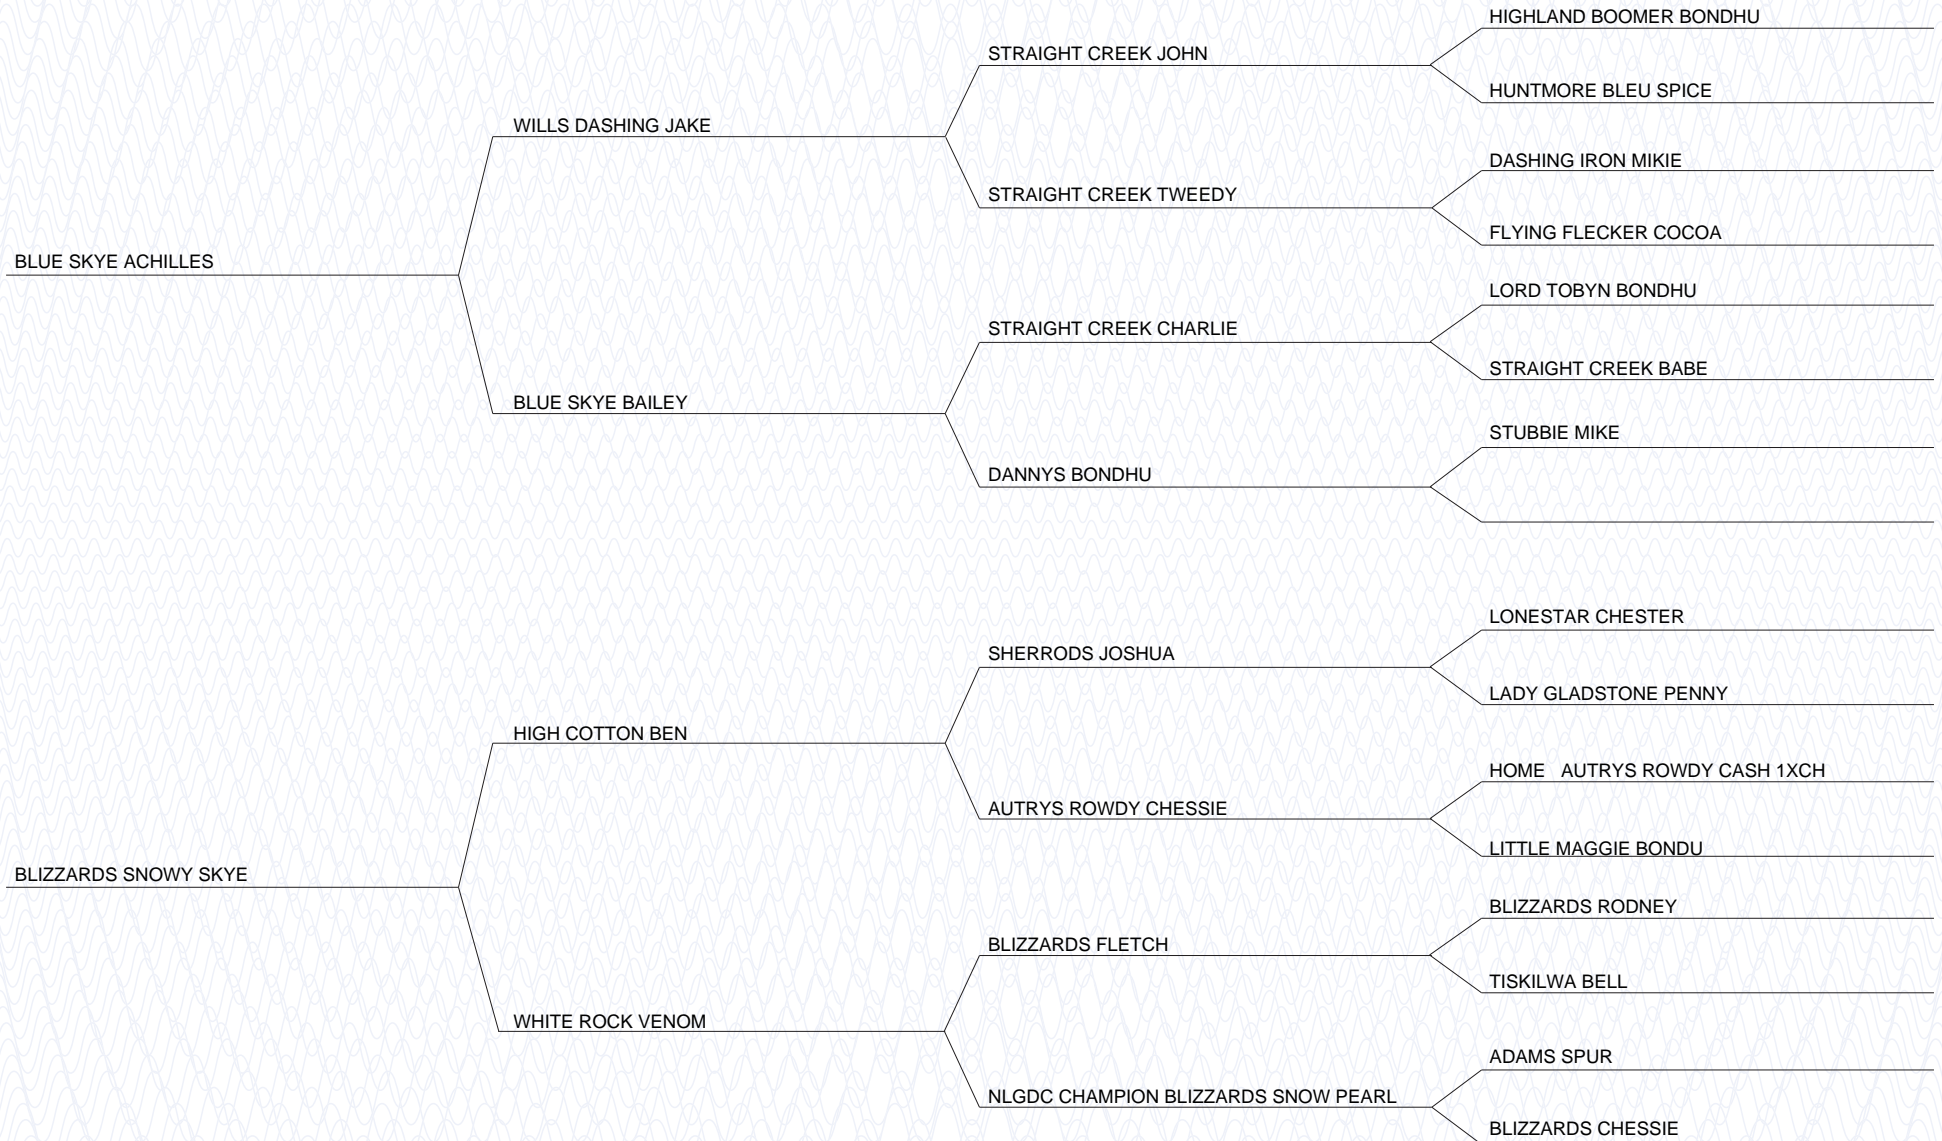 HIGHLAND BOOMER BONDHU
STRAIGHT CREEK JOHN
HUNTMORE BLEU SPICE
WILLS DASHING JAKE
DASHING IRON MIKIE
STRAIGHT CREEK TWEEDY
FLYING FLECKER COCOA
BLUE SKYE ACHILLES
LORD TOBYN BONDHU
STRAIGHT CREEK CHARLIE
STRAIGHT CREEK BABE
BLUE SKYE BAILEY
STUBBIE MIKE
DANNYS BONDHU
LONESTAR CHESTER
SHERRODS JOSHUA
LADY GLADSTONE PENNY
HIGH COTTON BEN
HOME AUTRYS ROWDY CASH 1XCH
AUTRYS ROWDY CHESSIE
LITTLE MAGGIE BONDU
BLIZZARDS SNOWY SKYE
BLIZZARDS RODNEY
BLIZZARDS FLETCH
TISKILWA BELL
WHITE ROCK VENOM
ADAMS SPUR
NLGDC CHAMPION BLIZZARDS SNOW PEARL
BLIZZARDS CHESSIE